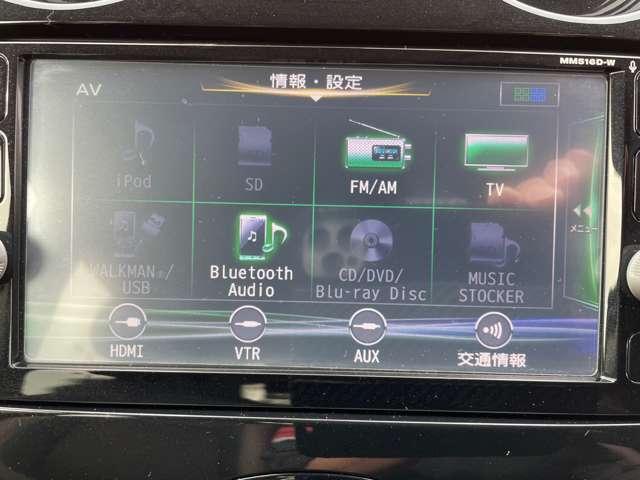 MM516D-W
情報・設定
AV
iPod
SD
FM/AM
TV
メニュー
WALKMAN®/
USB
Bluetooth
Audio
CD/DVD/
Blu-ray Disc
MUSIC
STOCKER
HDMI
VTR
AUX
交通情報